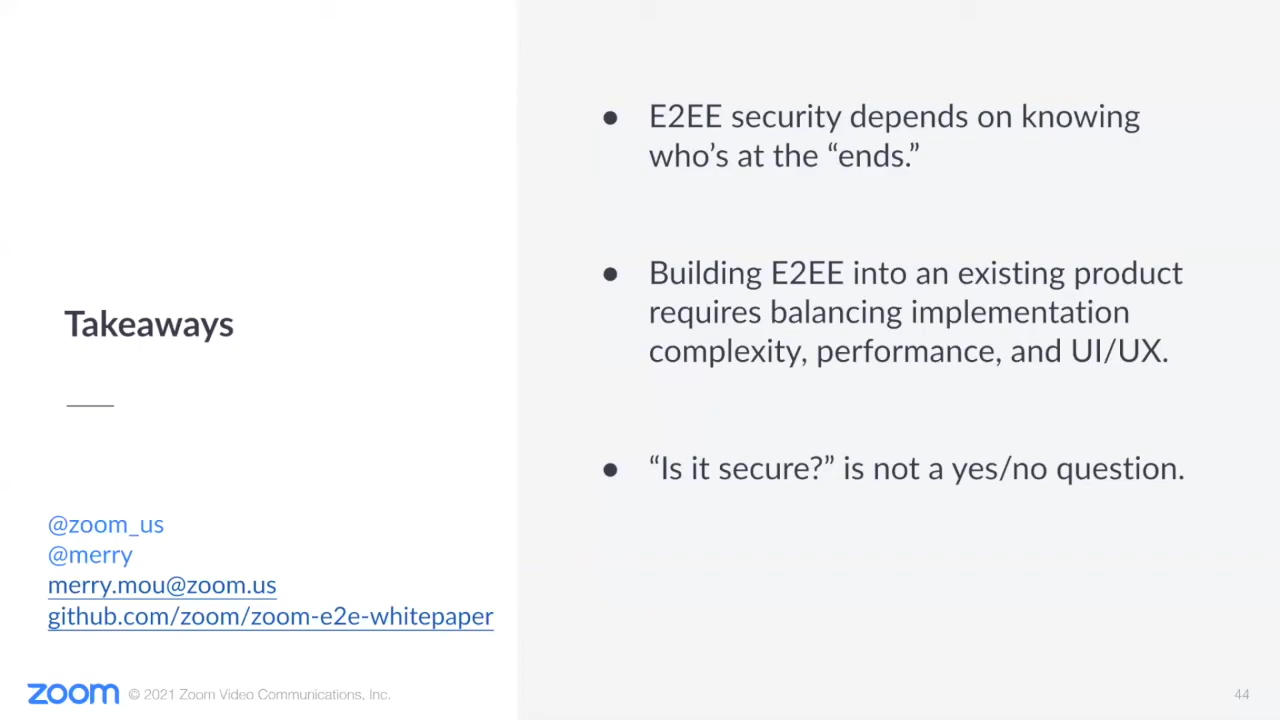 Takeaways
@zoom_us
@merry
merry.mou@zoom.us
github.com/zoom/zoom-e2e-whitepaper
zoom © 2021 Zoom Video Communications, Inc.
● E2EE security depends on knowing
who’s at the “ends.”
● Building E2EE into an existing product
requires balancing implementation
complexity, performance, and UI/UX.
● “Is it secure?” is not a yes/no question.
44